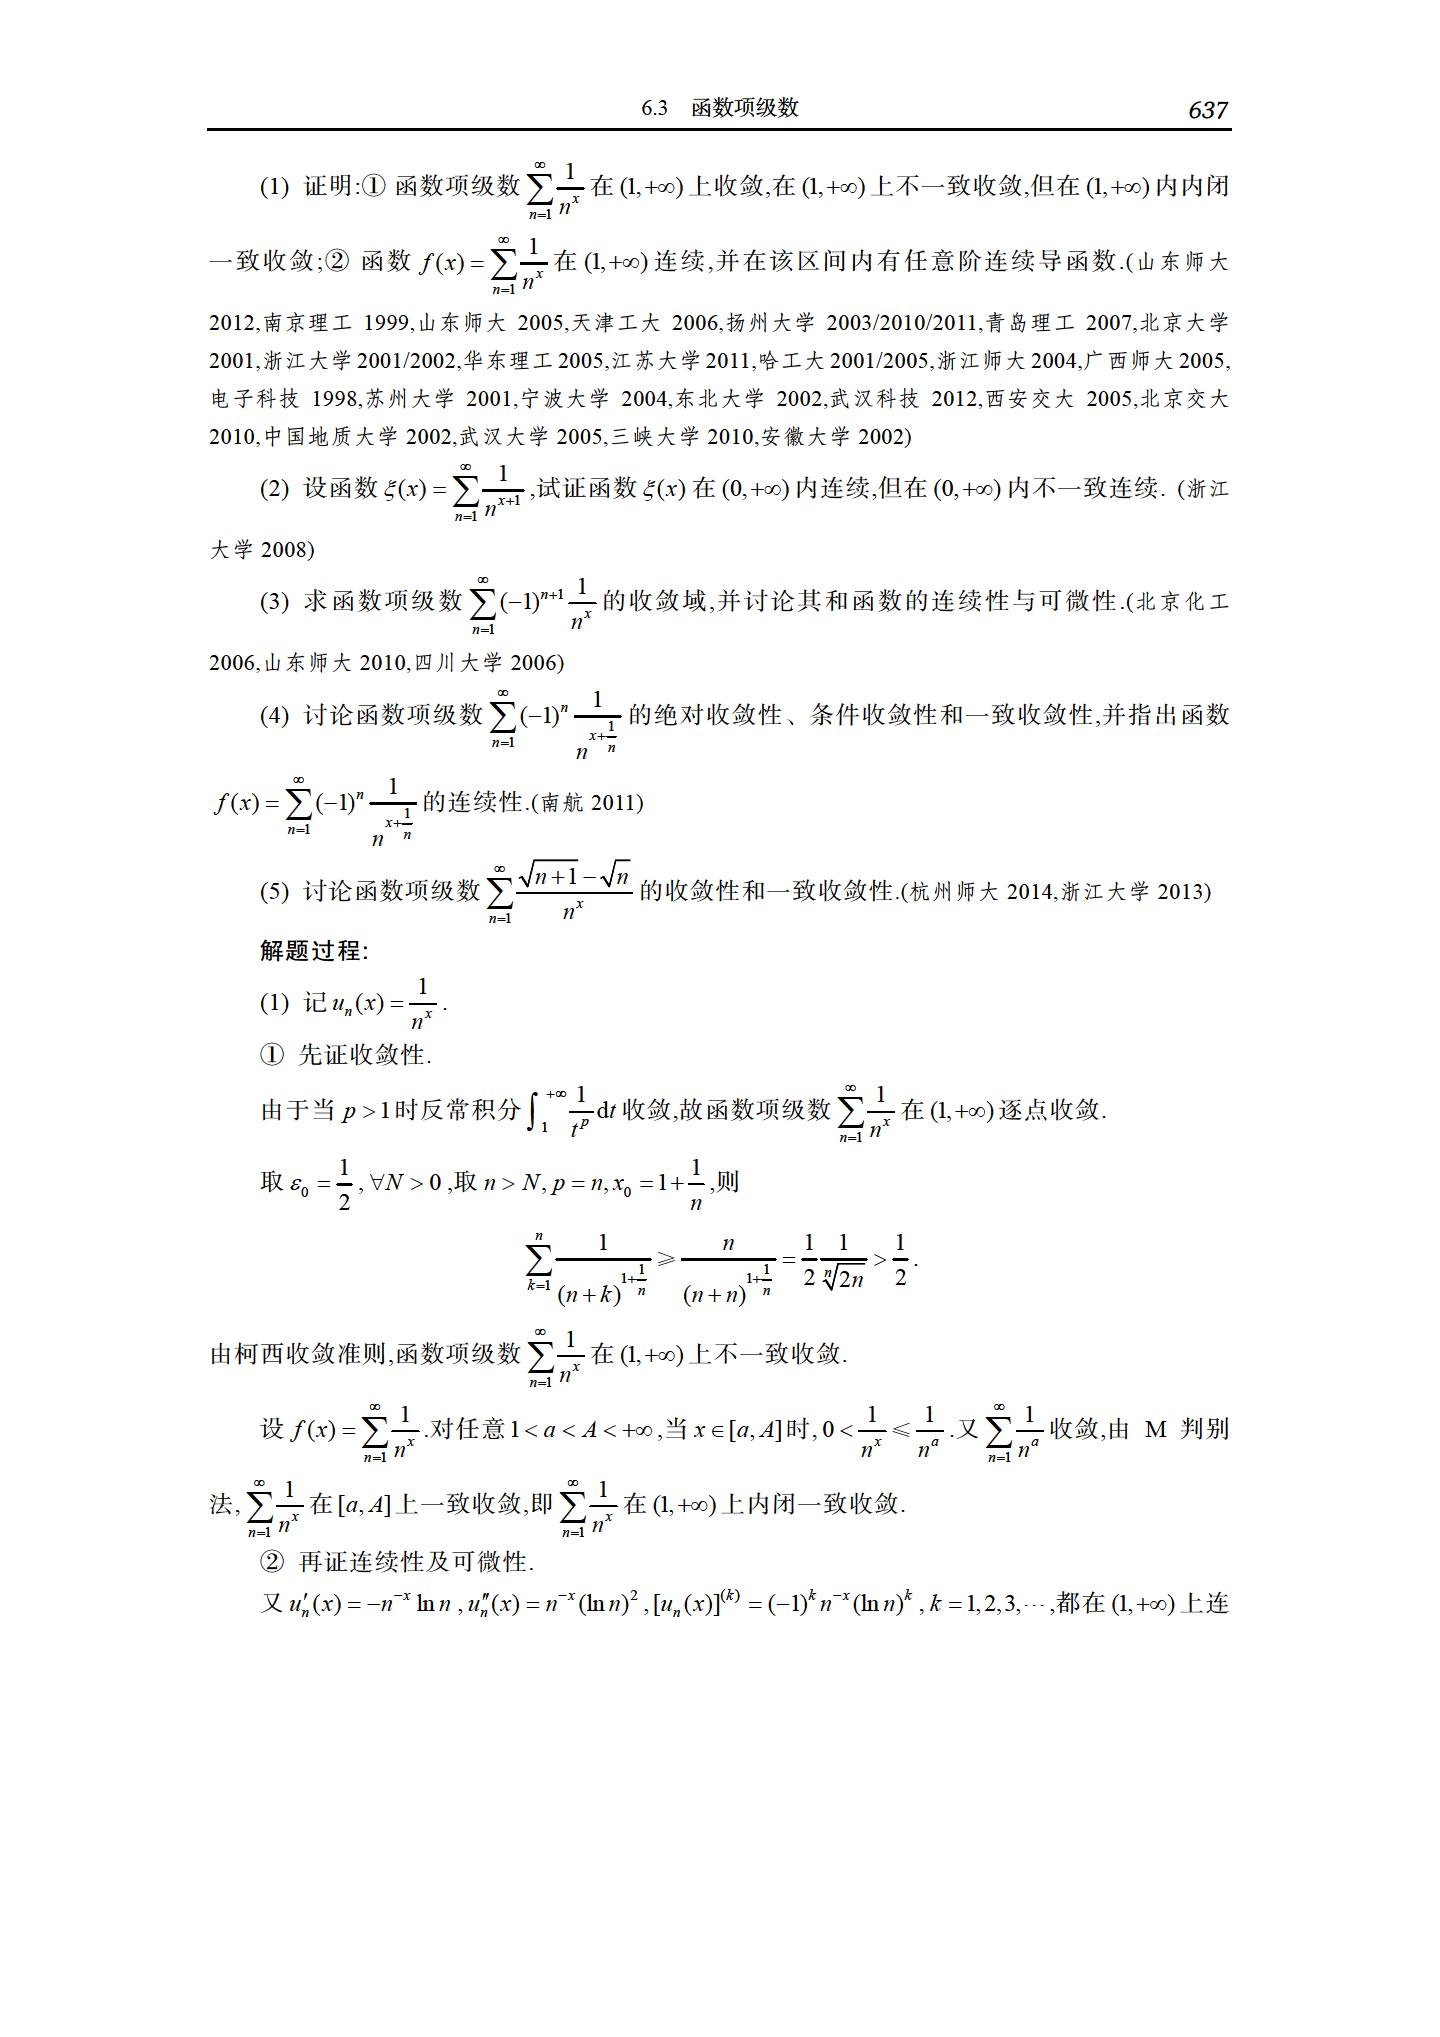 6.3 函数项级数 637
(1) 证明:① 函数项级数 $\sum_{n=1}^{\infty}\frac{1}{n^x}$ 在 (1,+∞) 上收敛,在 (1,+∞) 上不一致收敛,但在 (1,+∞) 内内闭
一致收敛;② 函数 $f(x)=\sum_{n=1}^{\infty}\frac{1}{n^x}$ 在 (1,+∞) 连续,并在该区间内有任意阶连续导函数.(山东师大
2012,南京理工 1999,山东师大 2005,天津工大 2006,扬州大学 2003/2010/2011,青岛理工 2007,北京大学
2001,浙江大学 2001/2002,华东理工 2005,江苏大学 2011,哈工大 2001/2005,浙江师大 2004,广西师大 2005,
电子科技 1998,苏州大学 2001,宁波大学 2004,东北大学 2002,武汉科技 2012,西安交大 2005,北京交大
2010,中国地质大学 2002,武汉大学 2005,三峡大学 2010,安徽大学 2002)
(2) 设函数 $\xi(x)=\sum_{n=1}^{\infty}\frac{1}{n^{x+1}}$,试证函数 $\xi(x)$ 在 (0,+∞) 内连续,但在 (0,+∞) 内不一致连续. (浙江
大学 2008)
(3) 求函数项级数 $\sum_{n=1}^{\infty}(-1)^{n+1}\frac{1}{n^x}$ 的收敛域,并讨论其和函数的连续性与可微性.(北京化工
2006,山东师大 2010,四川大学 2006)
(4) 讨论函数项级数 $\sum_{n=1}^{\infty}(-1)^n\frac{1}{n^{x+\frac{1}{n}}}$ 的绝对收敛性、条件收敛性和一致收敛性,并指出函数
$f(x)=\sum_{n=1}^{\infty}(-1)^n\frac{1}{n^{x+\frac{1}{n}}}$ 的连续性.(南航 2011)
(5) 讨论函数项级数 $\sum_{n=1}^{\infty}\frac{\sqrt{n+1}-\sqrt{n}}{n^x}$ 的收敛性和一致收敛性.(杭州师大 2014,浙江大学 2013)
解题过程:
(1) 记 $u_n(x)=\frac{1}{n^x}$.
① 先证收敛性.
由于当 $p>1$ 时反常积分 $\int_1^{+\infty}\frac{1}{t^p}\mathrm{d}t$ 收敛,故函数项级数 $\sum_{n=1}^{\infty}\frac{1}{n^x}$ 在 (1,+∞) 逐点收敛.
取 $\varepsilon_0=\frac{1}{2}$, $\forall N>0$,取 $n>N,p=n,x_0=1+\frac{1}{n}$,则
$\sum_{k=1}^{n}\frac{1}{(n+k)^{1+\frac{1}{n}}}\geqslant\frac{n}{(n+n)^{1+\frac{1}{n}}}=\frac{1}{2}\frac{1}{\sqrt[n]{2n}}>\frac{1}{2}.$
由柯西收敛准则,函数项级数 $\sum_{n=1}^{\infty}\frac{1}{n^x}$ 在 (1,+∞) 上不一致收敛.
设 $f(x)=\sum_{n=1}^{\infty}\frac{1}{n^x}$.对任意 $1<a<A<+\infty$,当 $x\in[a,A]$ 时, $0<\frac{1}{n^x}\leqslant\frac{1}{n^a}$.又 $\sum_{n=1}^{\infty}\frac{1}{n^a}$ 收敛,由 M 判别
法, $\sum_{n=1}^{\infty}\frac{1}{n^x}$ 在 $[a,A]$ 上一致收敛,即 $\sum_{n=1}^{\infty}\frac{1}{n^x}$ 在 (1,+∞) 上内闭一致收敛.
② 再证连续性及可微性.
又 $u_n'(x)=-n^{-x}\ln n$, $u_n''(x)=n^{-x}(\ln n)^2$, $[u_n(x)]^{(k)}=(-1)^k n^{-x}(\ln n)^k$, $k=1,2,3,\cdots$,都在 (1,+∞) 上连